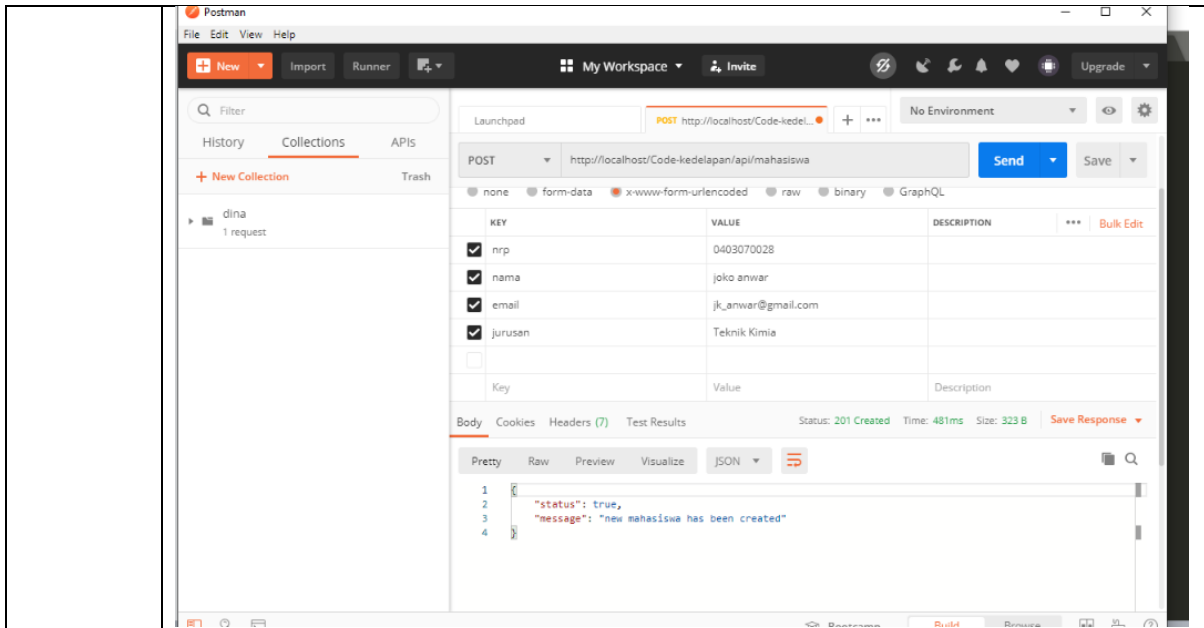 Postman
File Edit View Help
New Import Runner My Workspace Invite Upgrade
Filter
History Collections APIs
+ New Collection Trash
dina
1 request
Launchpad POST http://localhost/Code-kedel... + ••• No Environment
POST http://localhost/Code-kedelapan/api/mahasiswa Send Save
none form-data x-www-form-urlencoded raw binary GraphQL
KEY VALUE DESCRIPTION ••• Bulk Edit
nrp 0403070028
nama joko anwar
email jk_anwar@gmail.com
jurusan Teknik Kimia
Key Value Description
Body Cookies Headers (7) Test Results Status: 201 Created Time: 481ms Size: 323 B Save Response
Pretty Raw Preview Visualize JSON
1 {
2 "status": true,
3 "message": "new mahasiswa has been created"
4 }
Bootcamp Build Browse